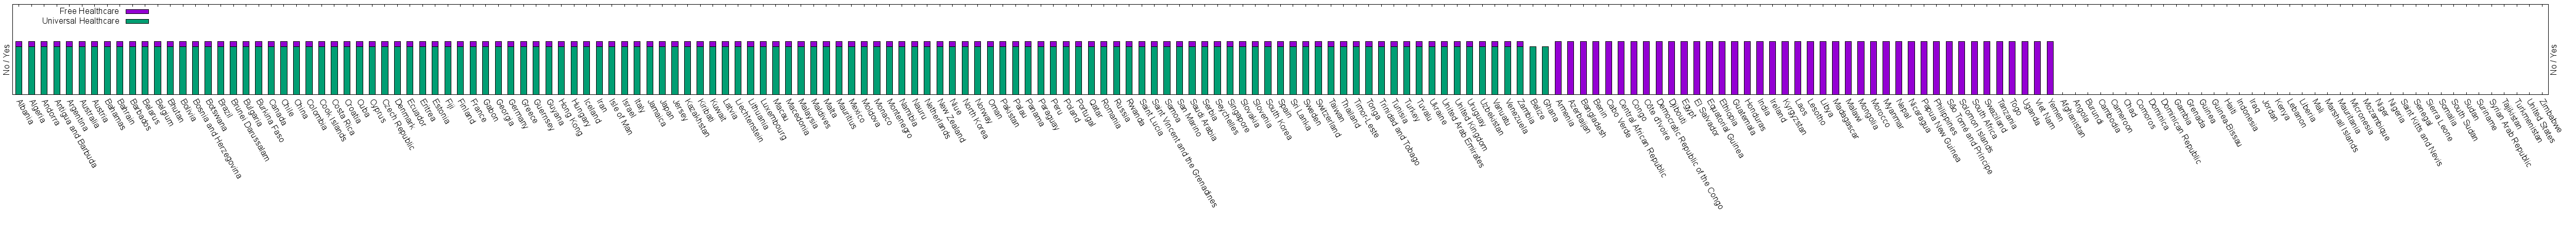 Free Healthcare
Universal Healthcare
No / Yes
No / Yes
Albania
Algeria
Andorra
Antigua and Barbuda
Argentina
Australia
Austria
Bahamas
Bahrain
Barbados
Belarus
Belgium
Bhutan
Bolivia
Bosnia and Herzegovina
Botswana
Brazil
Brunei Darussalam
Bulgaria
Burkina Faso
Canada
Chile
China
Colombia
Cook Islands
Costa Rica
Croatia
Cuba
Cyprus
Czech Republic
Denmark
Ecuador
Eritrea
Estonia
Fiji
Finland
France
Gabon
Georgia
Germany
Greece
Guernsey
Guyana
Hong Kong
Hungary
Iceland
Iran
Isle of Man
Israel
Italy
Jamaica
Japan
Jersey
Kazakhstan
Kiribati
Kuwait
Latvia
Liechtenstein
Lithuania
Luxembourg
Macau
Macedonia
Malaysia
Maldives
Malta
Mauritius
Mexico
Moldova
Monaco
Montenegro
Namibia
Nauru
Netherlands
New Zealand
Niue
North Korea
Norway
Oman
Pakistan
Palau
Panama
Paraguay
Peru
Poland
Portugal
Qatar
Romania
Russia
Rwanda
Saint Lucia
Saint Vincent and the Grenadines
Samoa
San Marino
Saudi Arabia
Serbia
Seychelles
Singapore
Slovakia
Slovenia
South Korea
Spain
Sri Lanka
Sweden
Switzerland
Taiwan
Thailand
Timor-Leste
Tonga
Trinidad and Tobago
Tunisia
Turkey
Tuvalu
Ukraine
United Arab Emirates
United Kingdom
Uruguay
Uzbekistan
Vanuatu
Venezuela
Zambia
Belize
Ghana
Armenia
Azerbaijan
Bangladesh
Benin
Cabo Verde
Central African Republic
Congo
Côte d'Ivoire
Democratic Republic of the Congo
Djibouti
Egypt
El Salvador
Equatorial Guinea
Ethiopia
Guatemala
Honduras
India
Ireland
Kyrgyzstan
Laos
Lesotho
Libya
Madagascar
Malawi
Mongolia
Morocco
Myanmar
Nepal
Nicaragua
Papua New Guinea
Philippines
São Tomé and Príncipe
Solomon Islands
South Africa
Swaziland
Tanzania
Togo
Uganda
Viet Nam
Yemen
Afghanistan
Angola
Burundi
Cambodia
Cameroon
Chad
Comoros
Dominica
Dominican Republic
Gambia
Grenada
Guinea
Guinea-Bissau
Haiti
Indonesia
Iraq
Jordan
Kenya
Lebanon
Liberia
Mali
Marshall Islands
Mauritania
Micronesia
Mozambique
Niger
Nigeria
Saint Kitts and Nevis
Senegal
Sierra Leone
Somalia
South Sudan
Sudan
Suriname
Syrian Arab Republic
Tajikistan
Turkmenistan
United States
Zimbabwe